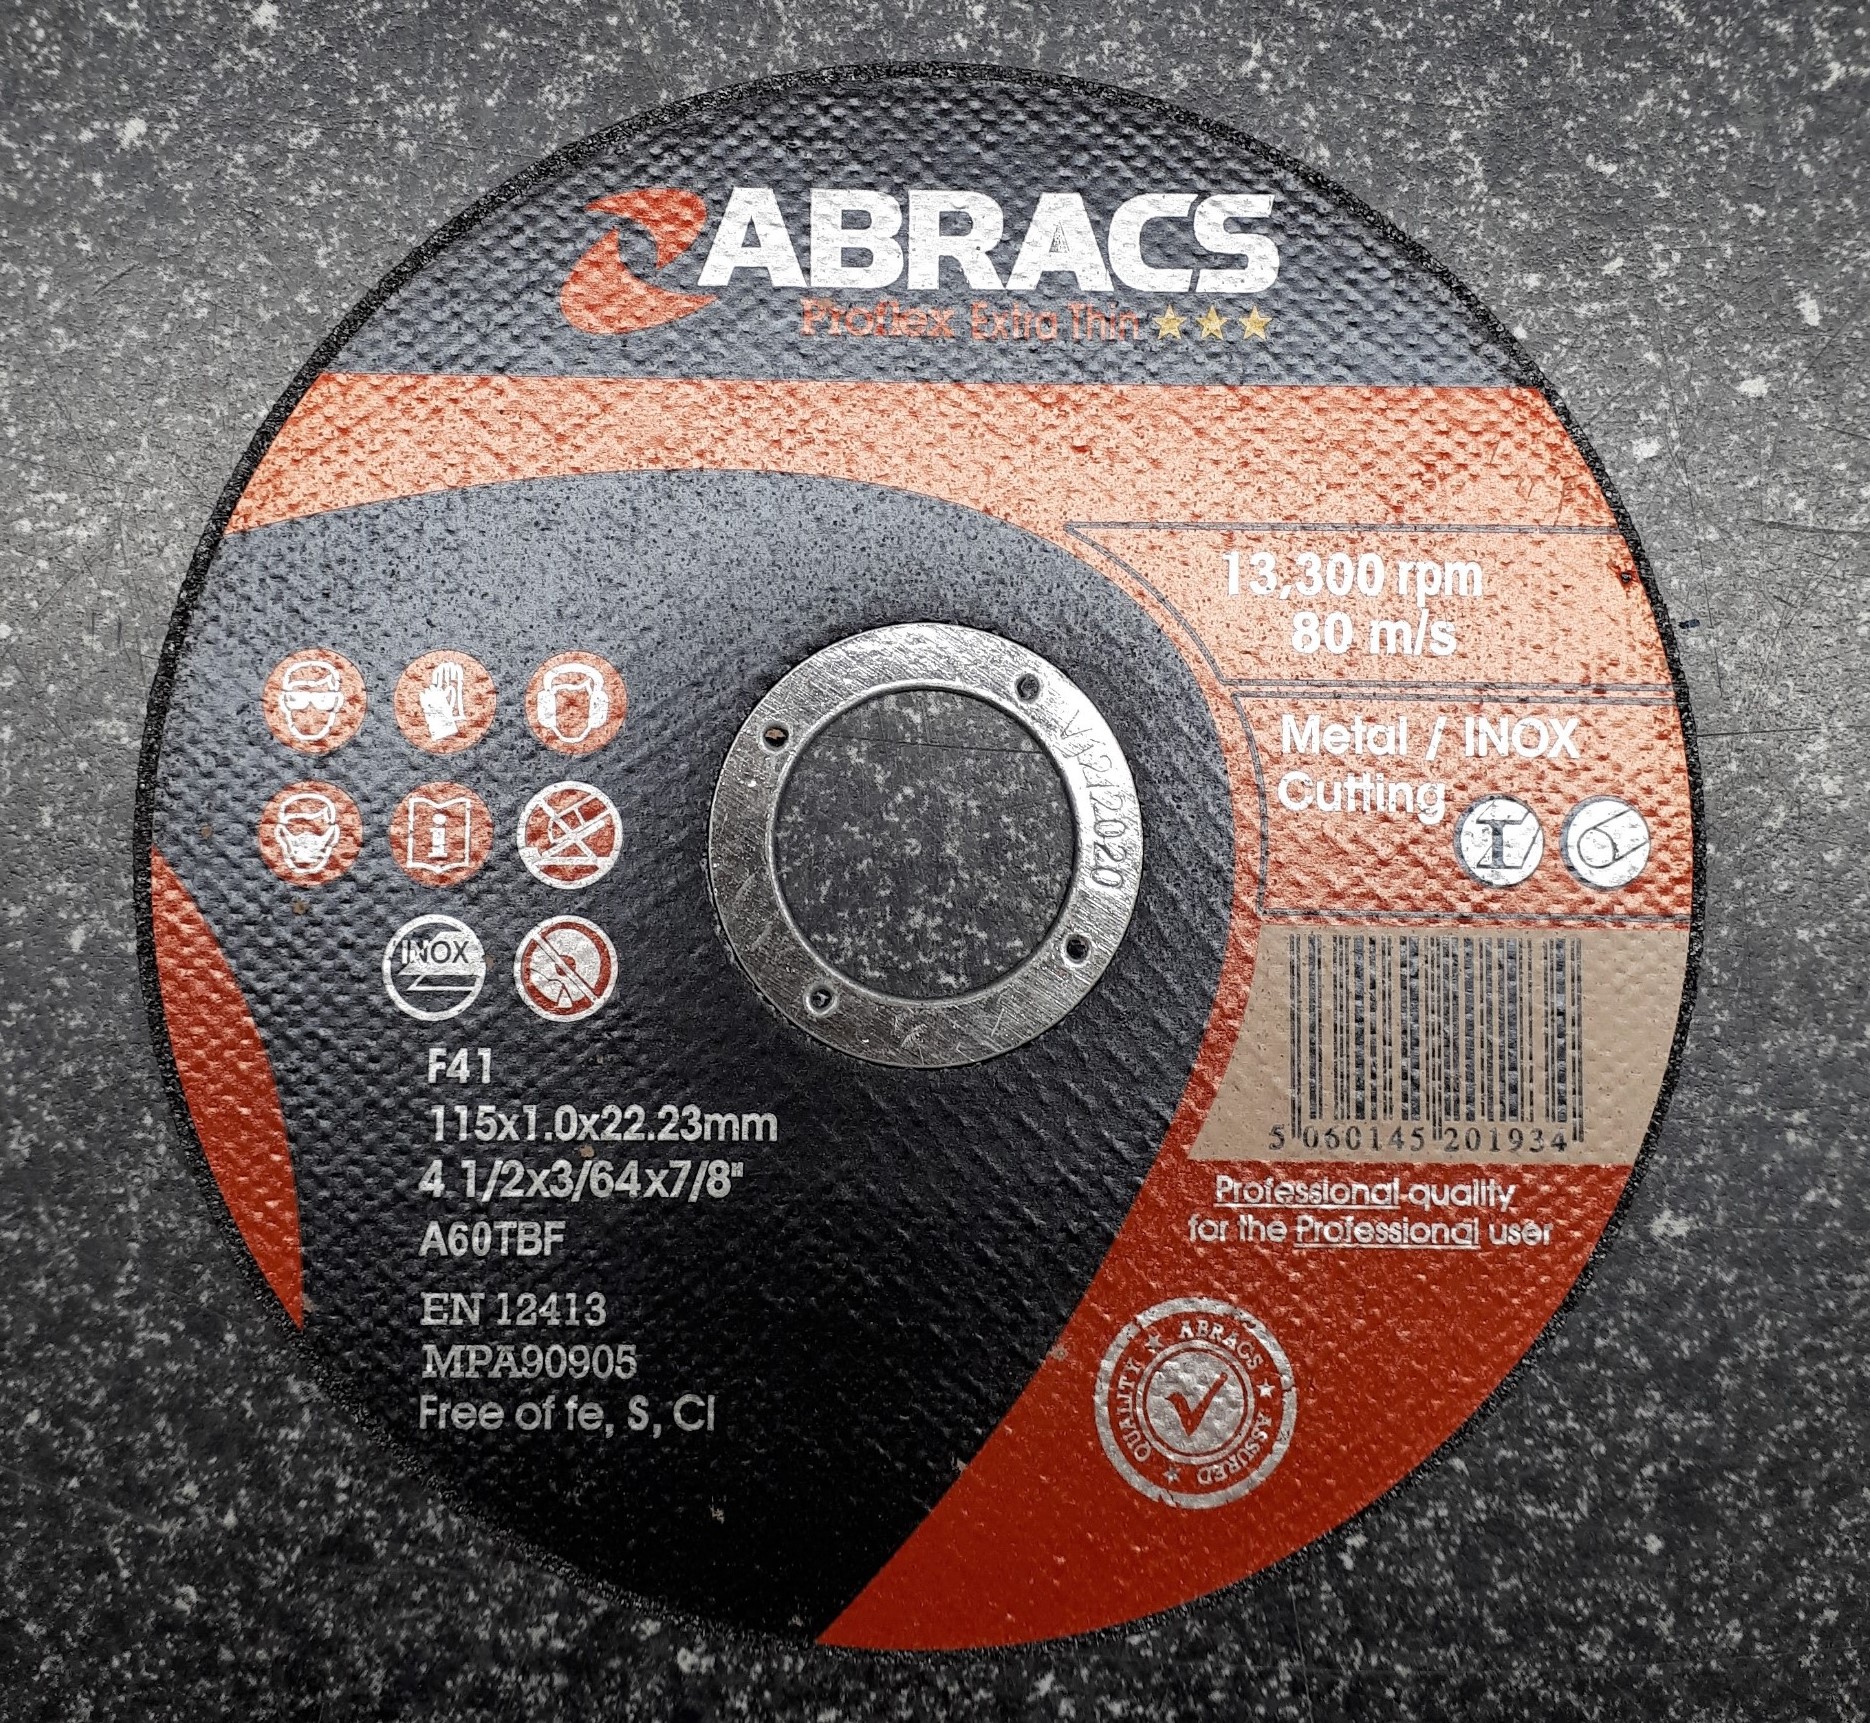 ABRACS
Proflex Extra Thin
13,300 rpm
80 m/s
Metal / INOX
Cutting
INOX
F41
115x1.0x22.23mm
4 1/2x3/64x7/8"
A60TBF
EN 12413
MPA90905
Free of fe, S, Cl
5 060145 201934
Professional quality
for the Professional user
ABRACS ASSURED QUALITY